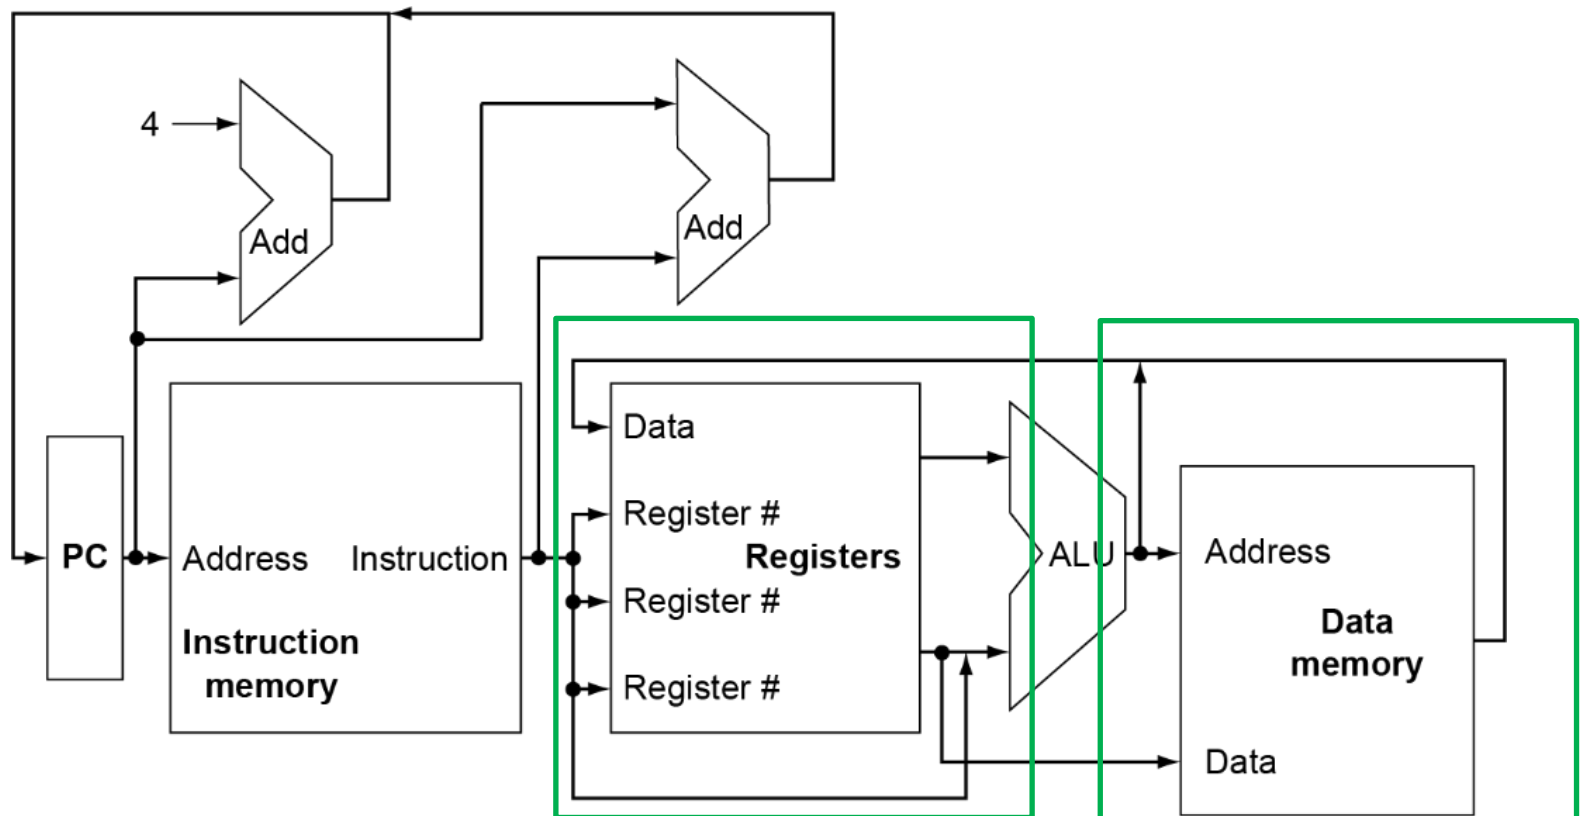 4
Add
Add
Data
Register #
Registers
Register #
Register #
PC
Address
Instruction
Instruction
memory
ALU
Address
Data
memory
Data